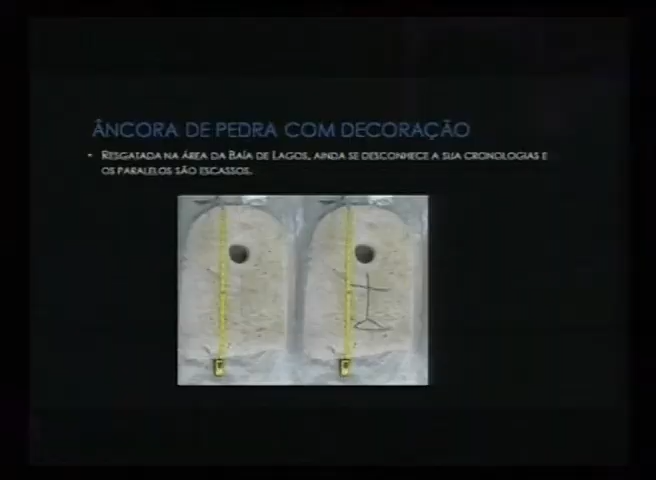 ÂNCORA DE PEDRA COM DECORAÇÃO
• RESGATADA NA ÁREA DA BAÍA DE LAGOS, AINDA SE DESCONHECE A SUA CRONOLOGIAS E
OS PARALELOS SÃO ESCASSOS.